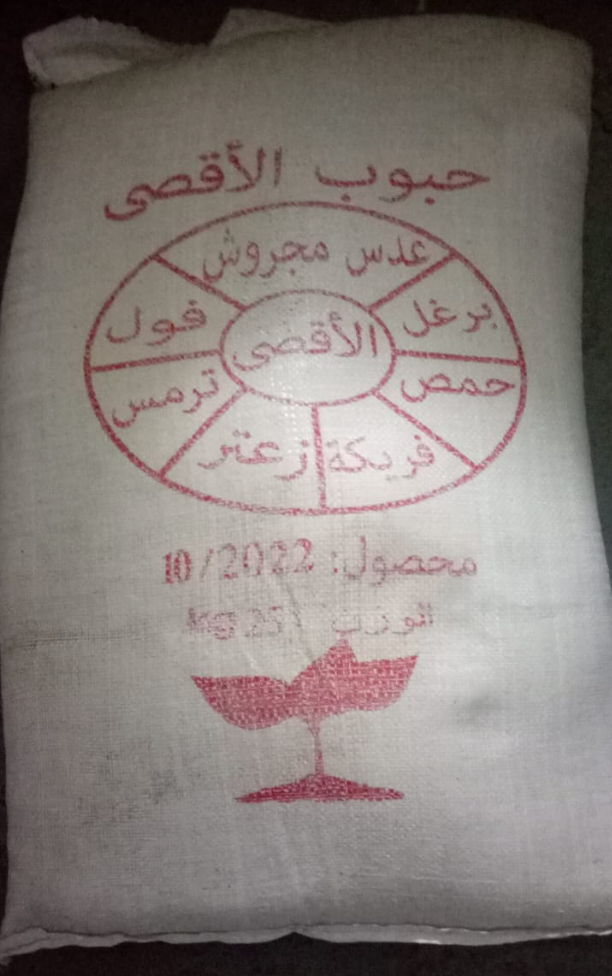 حبوب الأقصى
عدس مجروش
برغل
فول
الأقصى
حمص
ترمس
فريكة
زعتر
محصول: 10/2022
الوزن: 25 kg